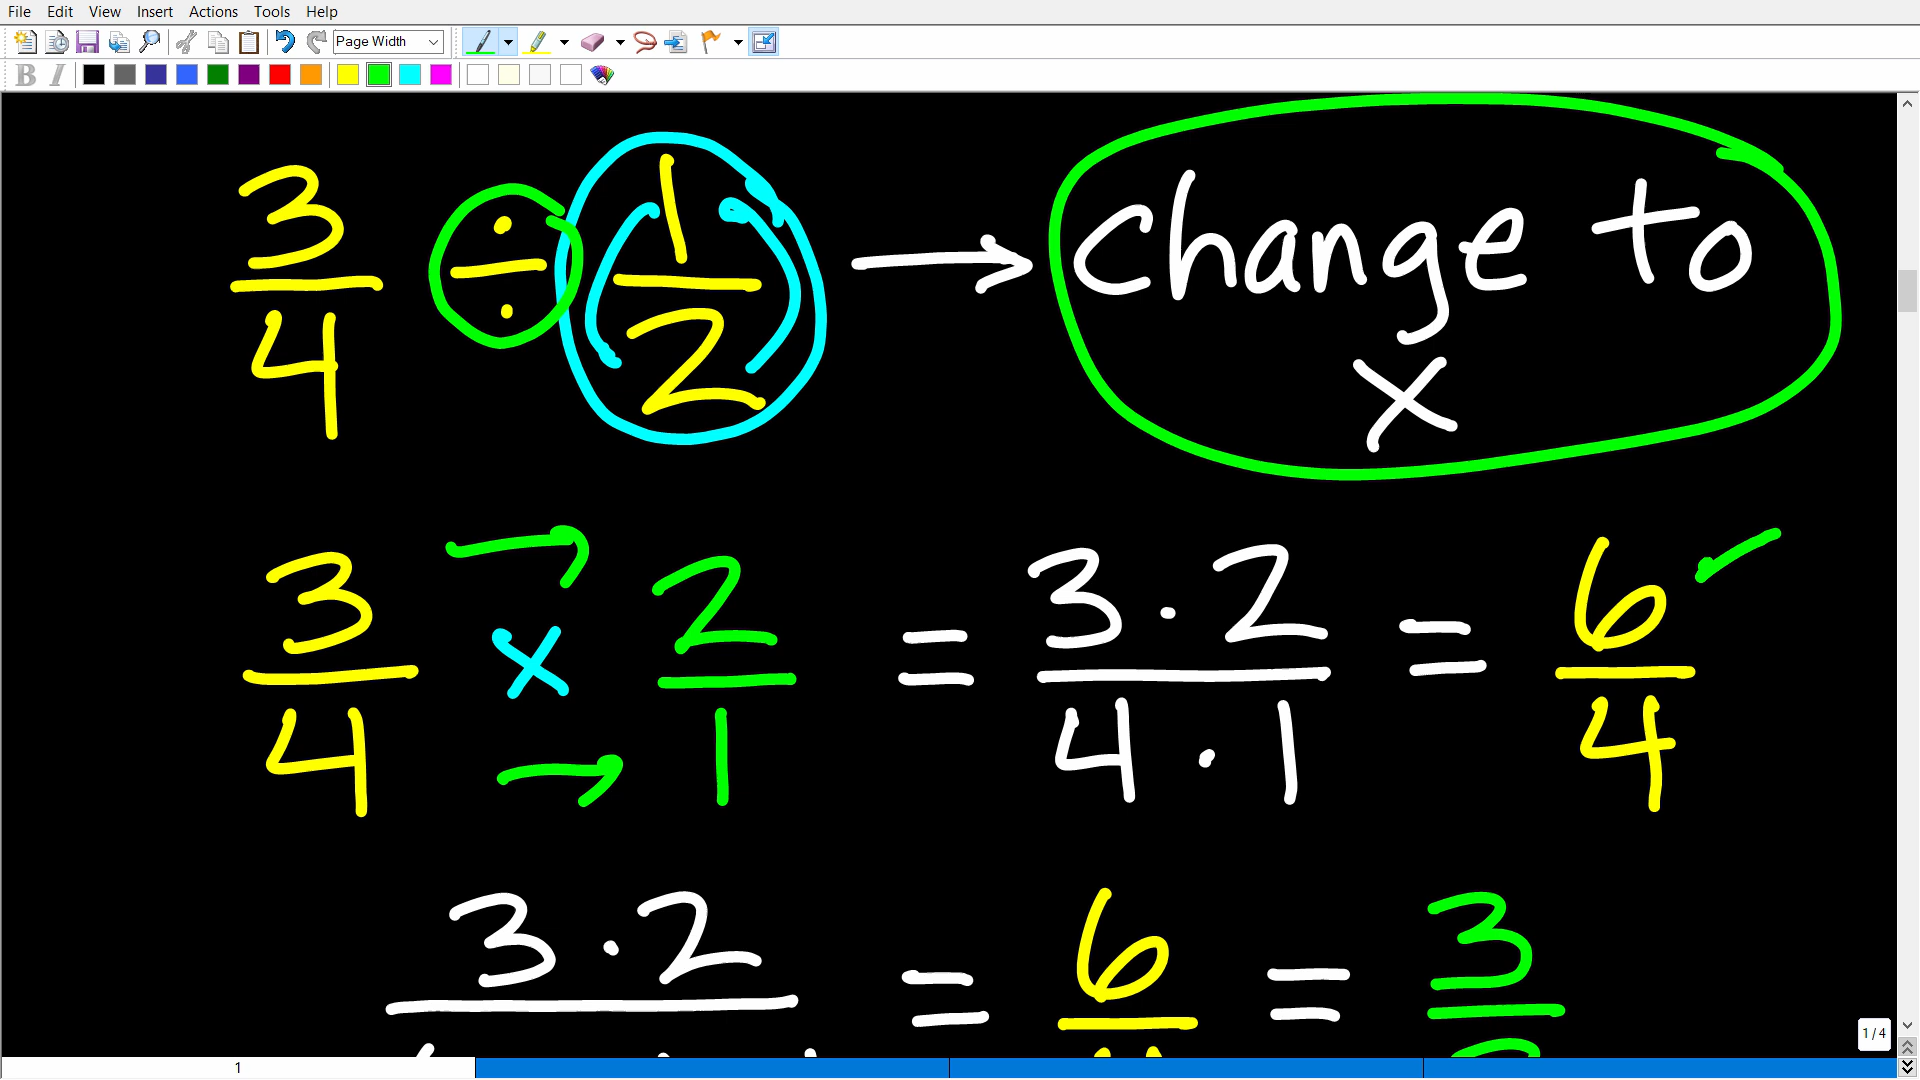 File Edit View Insert Actions Tools Help
Page Width
B I
3/4 ÷ 1/2 → Change to
x
3/4 x 2/1 = 3·2/4·1 = 6/4
3·2 = 6 = 3
1/4
1